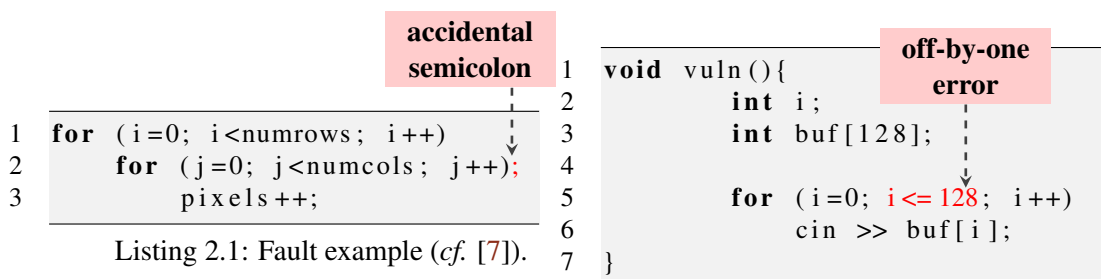 accidental
semicolon
1 for (i=0; i<numrows; i++)
2 for (j=0; j<numcols; j++);
3 pixels++;
Listing 2.1: Fault example (cf. [7]).
off-by-one
error
1 void vuln(){
2 int i;
3 int buf[128];
4
5 for (i=0; i<=128; i++)
6 cin >> buf[i];
7 }